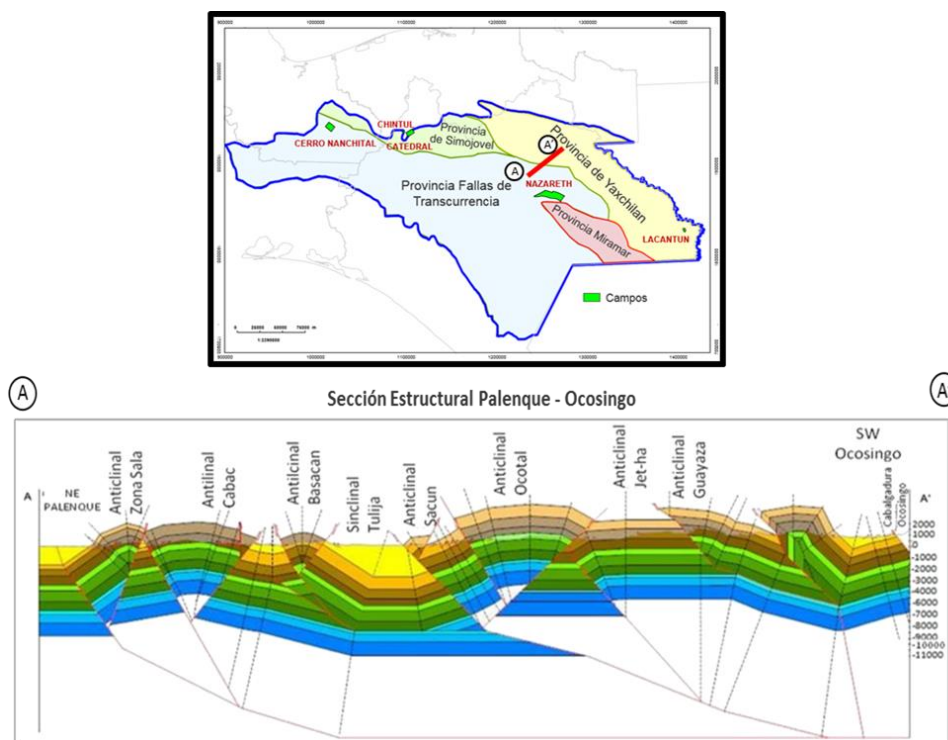 CHINTUL
Provincia
de Simojovel
CERRO NANCHITAL
CATEDRAL
A'
A
Provincia de Yaxchilan
Provincia Fallas de
Transcurrencia
NAZARETH
Provincia Miramar
LACANTUN
Campos
A
A'
Sección Estructural Palenque - Ocosingo
A
NE
PALENQUE
Anticlinal
Zona Sala
Antilinal
Cabac
Antilcinal
Basacan
Sinclinal
Tulija
Anticlinal
Sacun
Anticlinal
Ocotal
Anticlinal
Jet-ha
Anticlinal
Guayaza
SW
Ocosingo
Cabalgadura
Ocosingo
A'
2000
1000
0
-1000
-2000
-3000
-4000
-5000
-6000
-7000
-8000
-9000
-10000
-11000